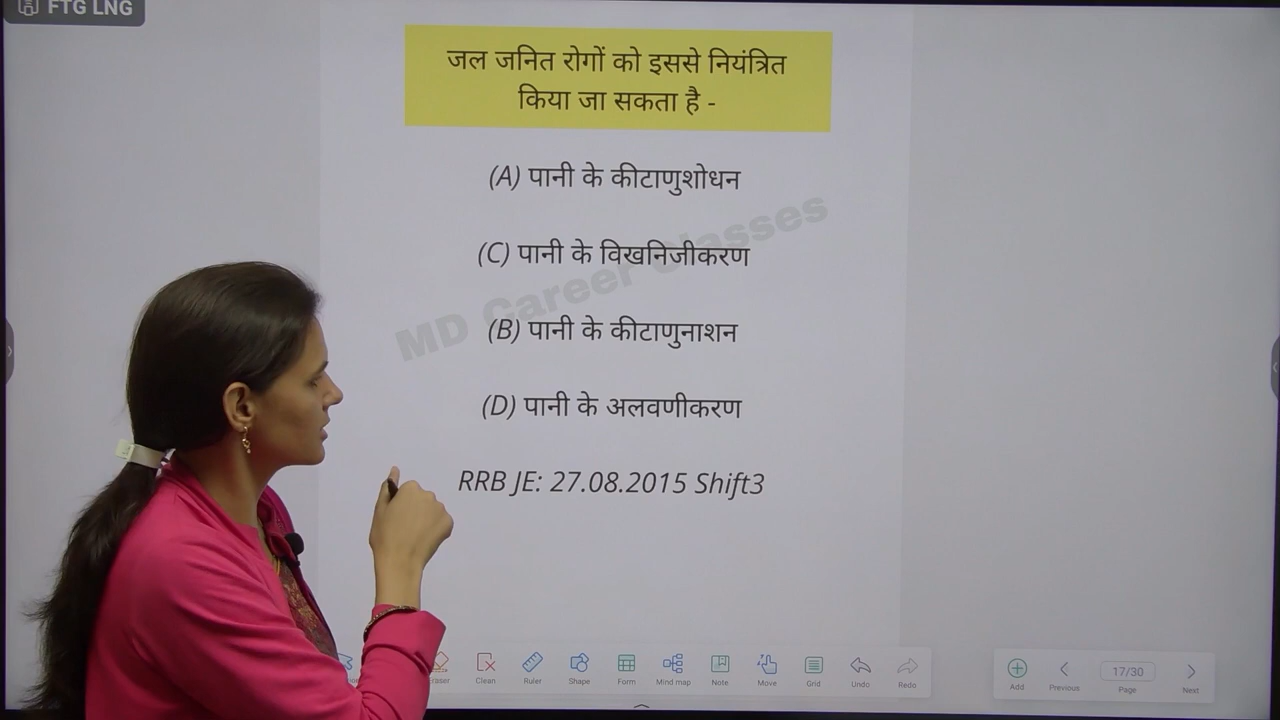 FTG LNG
जल जनित रोगों को इससे नियंत्रित
किया जा सकता है -
(A) पानी के कीटाणुशोधन
(C) पानी के विखनिजीकरण
MD Career Classes
(B) पानी के कीटाणुनाशन
(D) पानी के अलवणीकरण
RRB JE: 27.08.2015 Shift3
Eraser
Clean
Ruler
Shape
Form
Mind map
Note
Move
Grid
Undo
Redo
Add
Previous
17/30
Page
Next